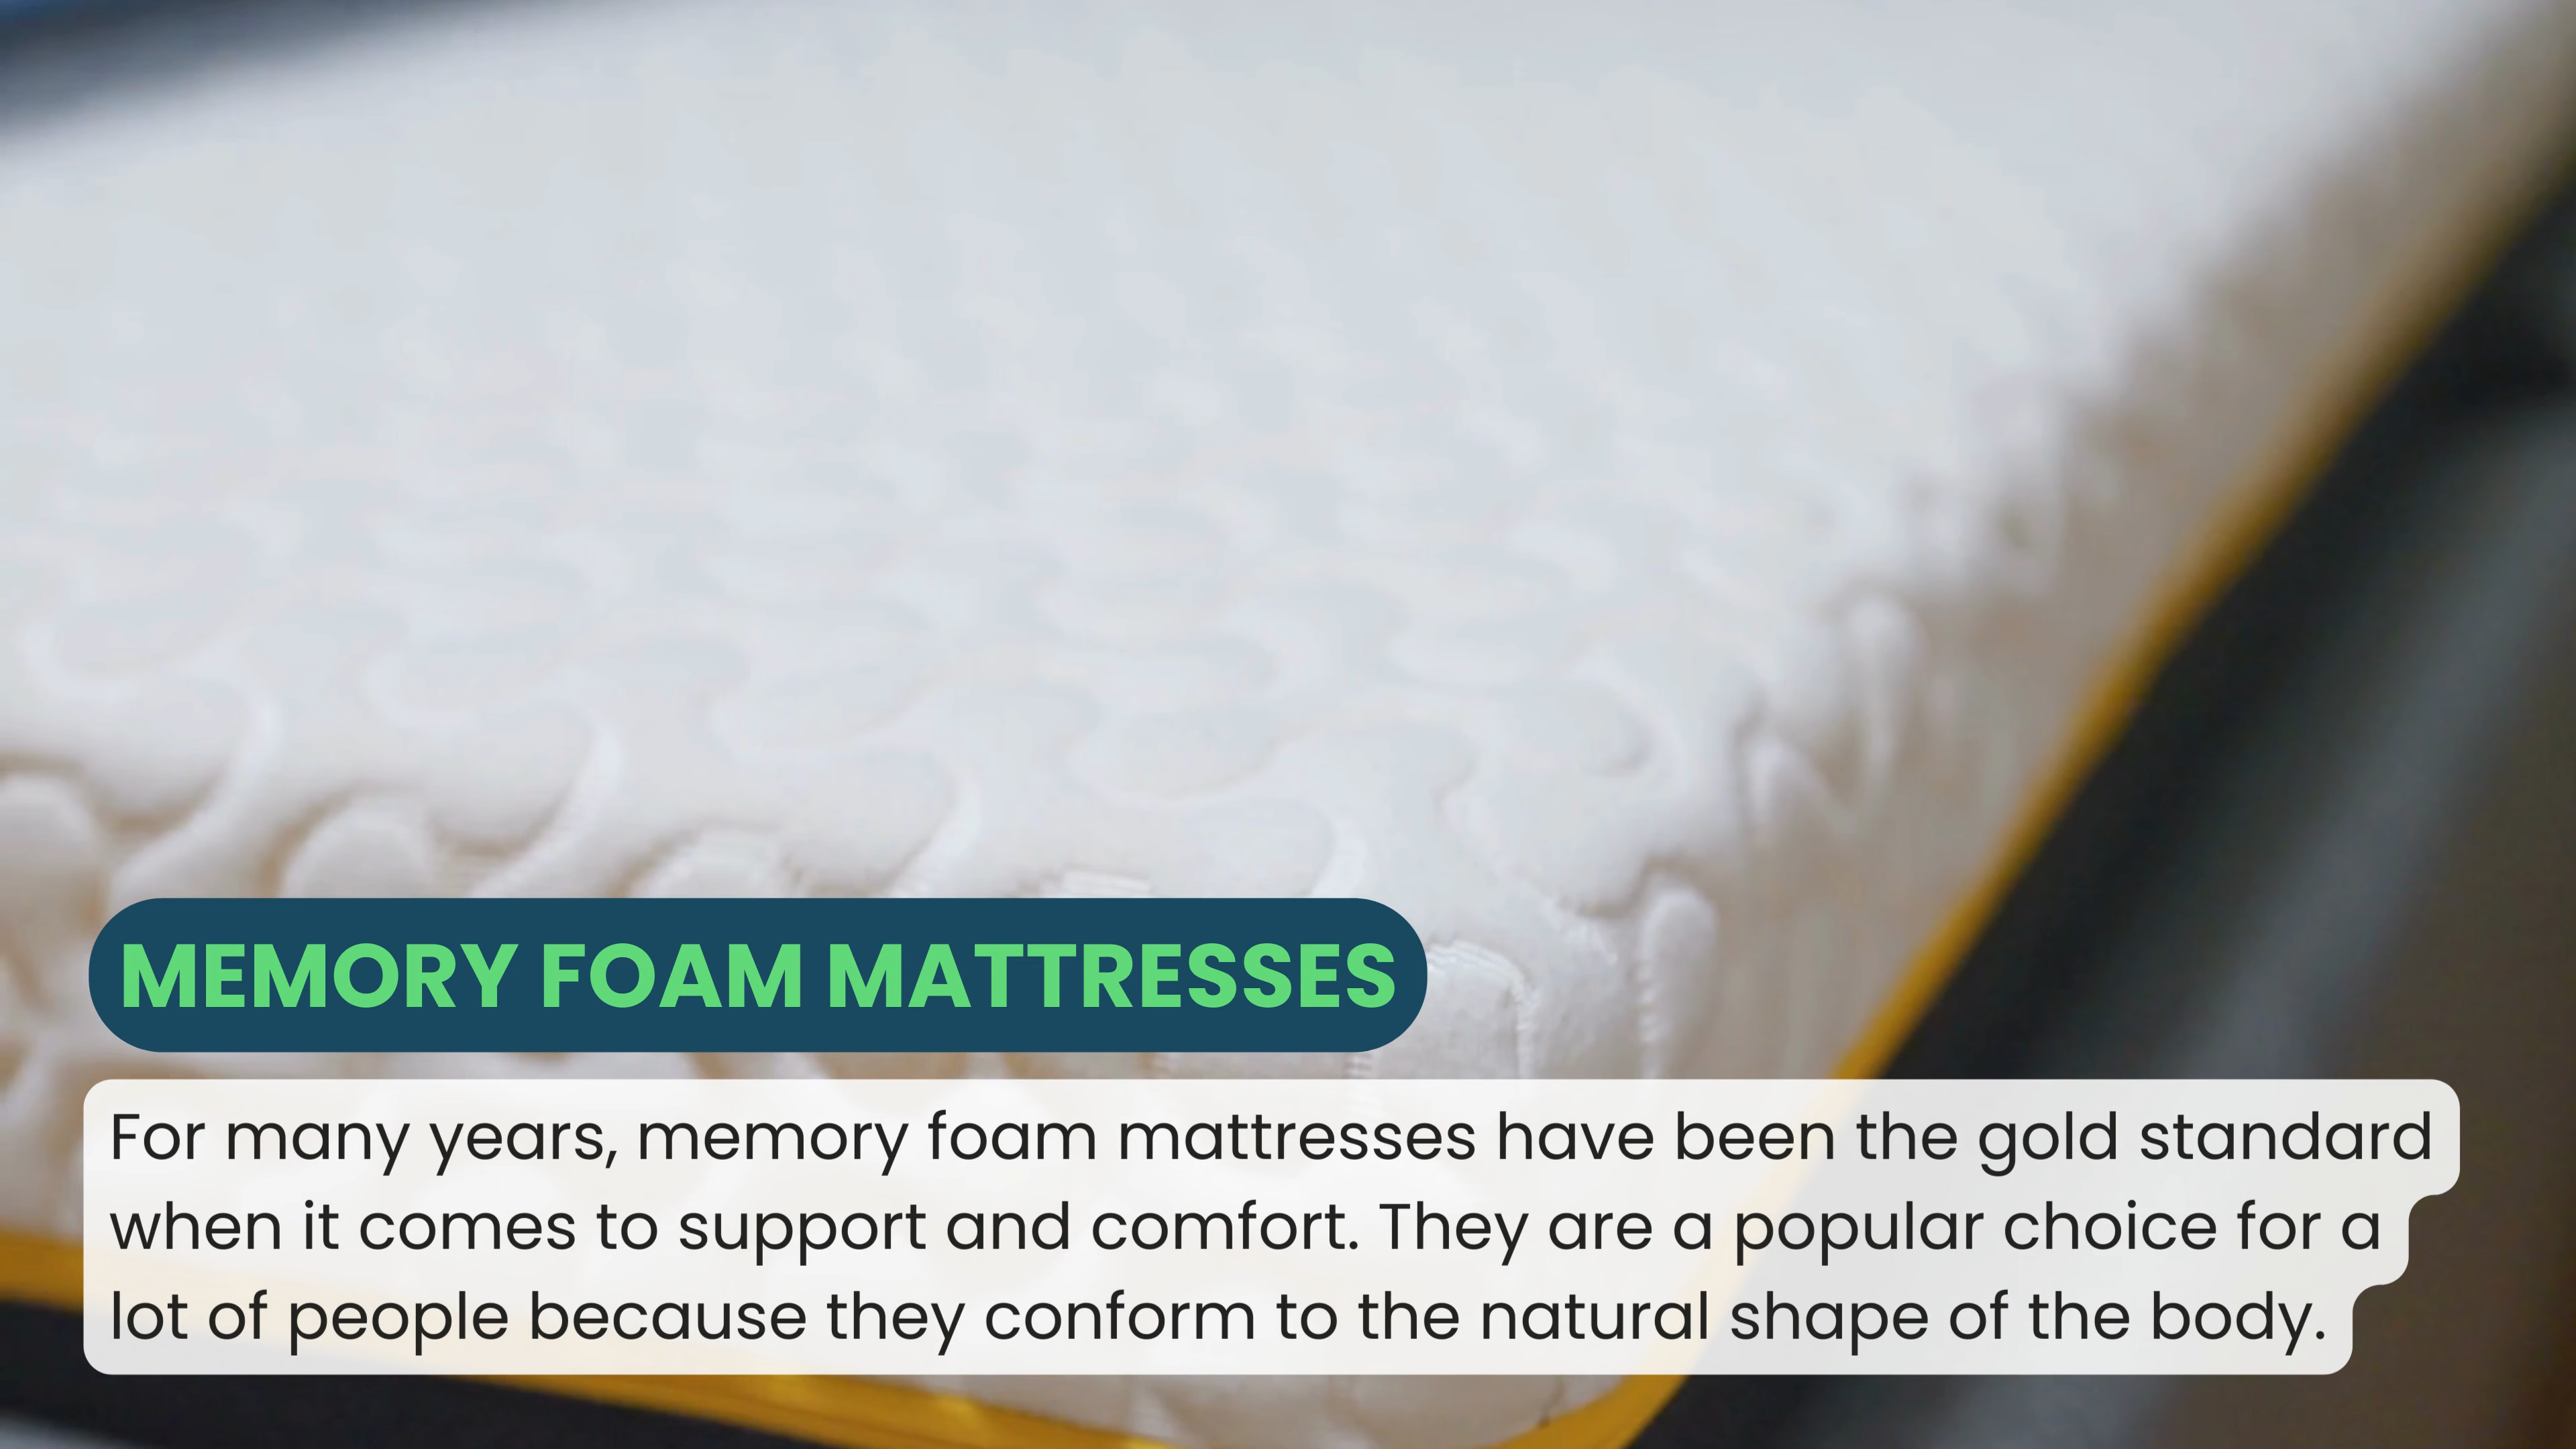 MEMORY FOAM MATTRESSES
For many years, memory foam mattresses have been the gold standard
when it comes to support and comfort. They are a popular choice for a
lot of people because they conform to the natural shape of the body.